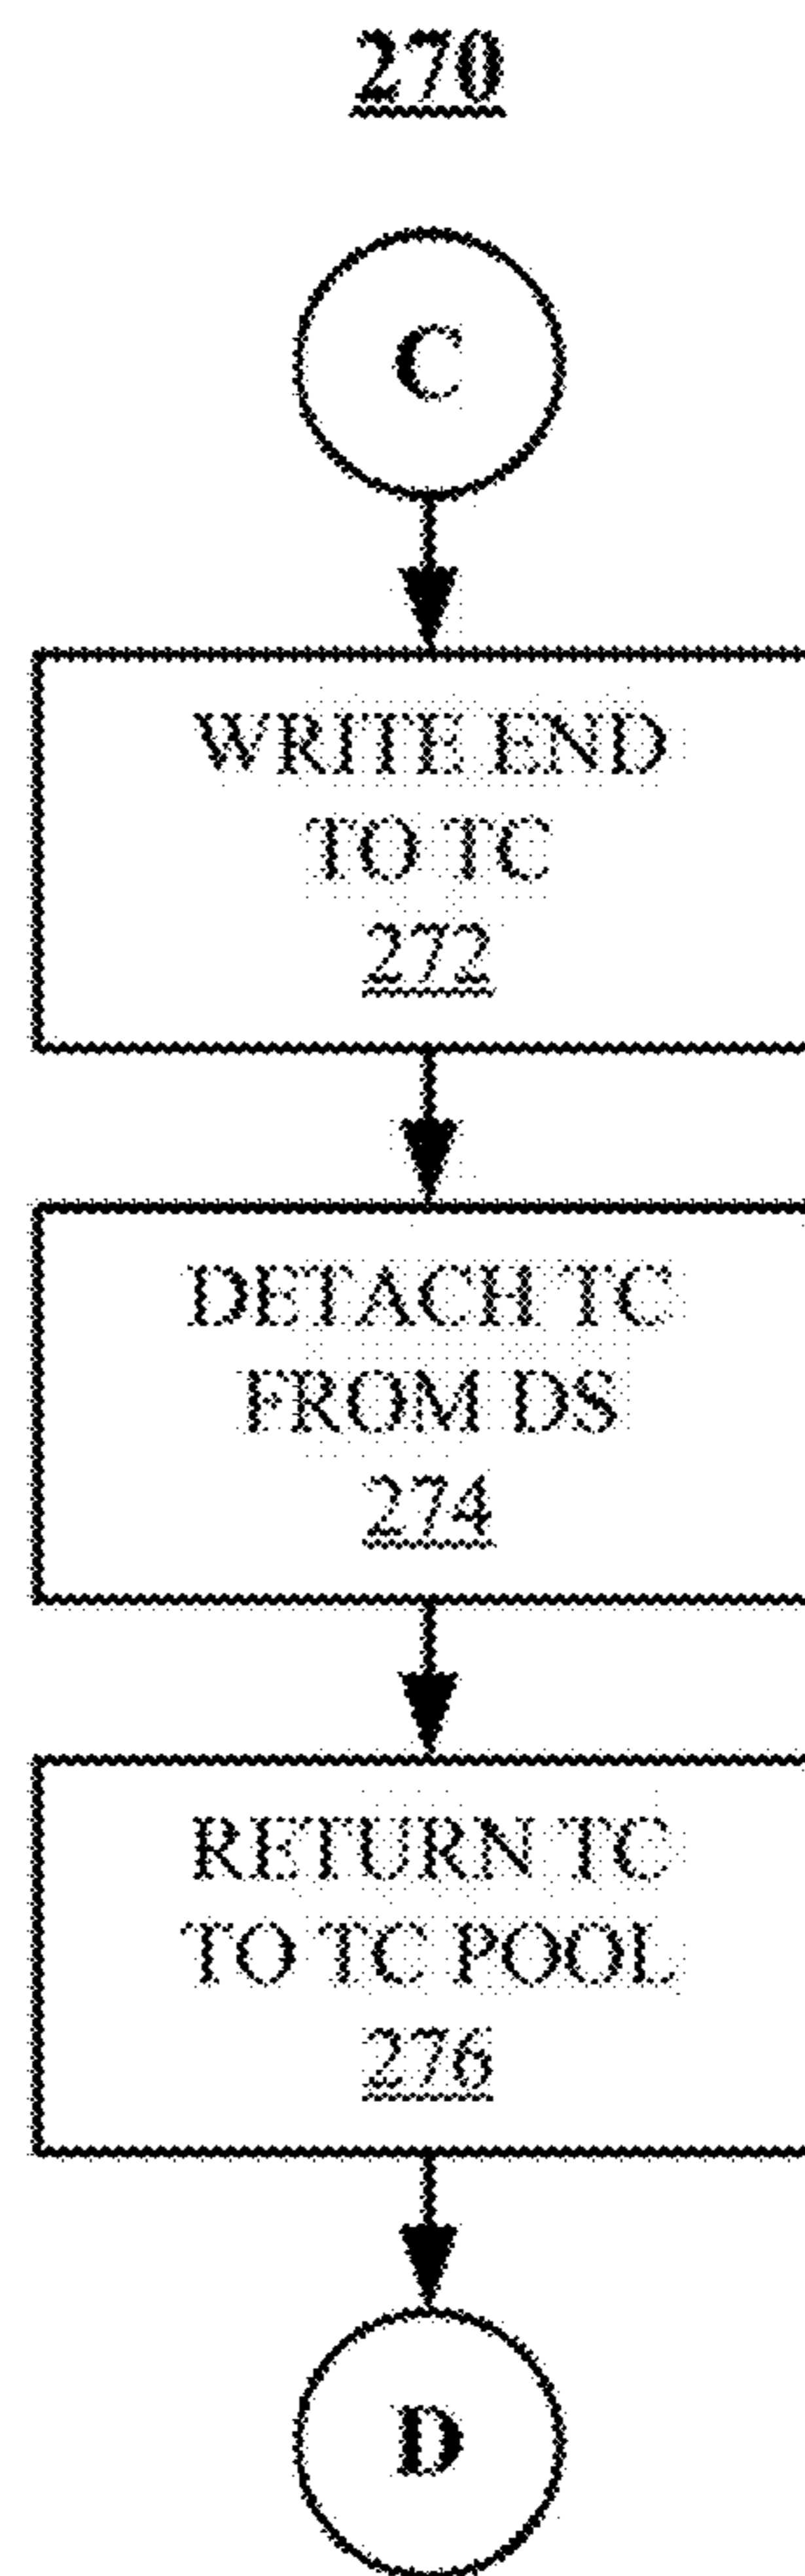 270
C
WRITE END
TO TC
272
DETACH TC
FROM DS
274
RETURN TC
TO TC POOL
276
D